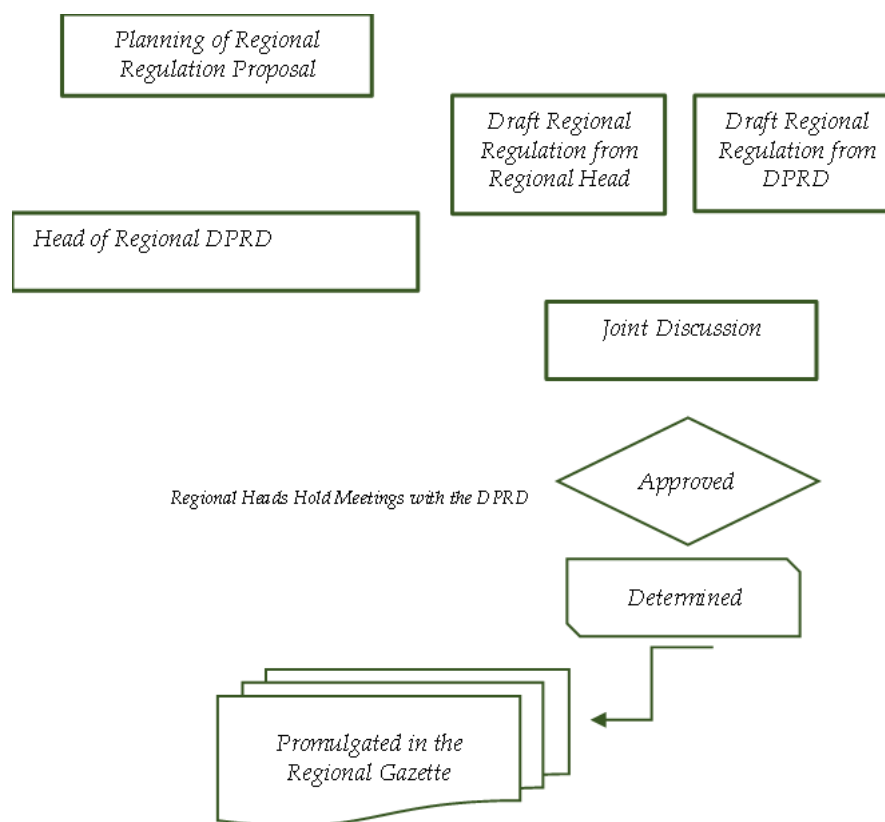 Planning of Regional
Regulation Proposal
Draft Regional
Regulation from
Regional Head
Draft Regional
Regulation from
DPRD
Head of Regional DPRD
Joint Discussion
Approved
Regional Heads Hold Meetings with the DPRD
Determined
Promulgated in the
Regional Gazette